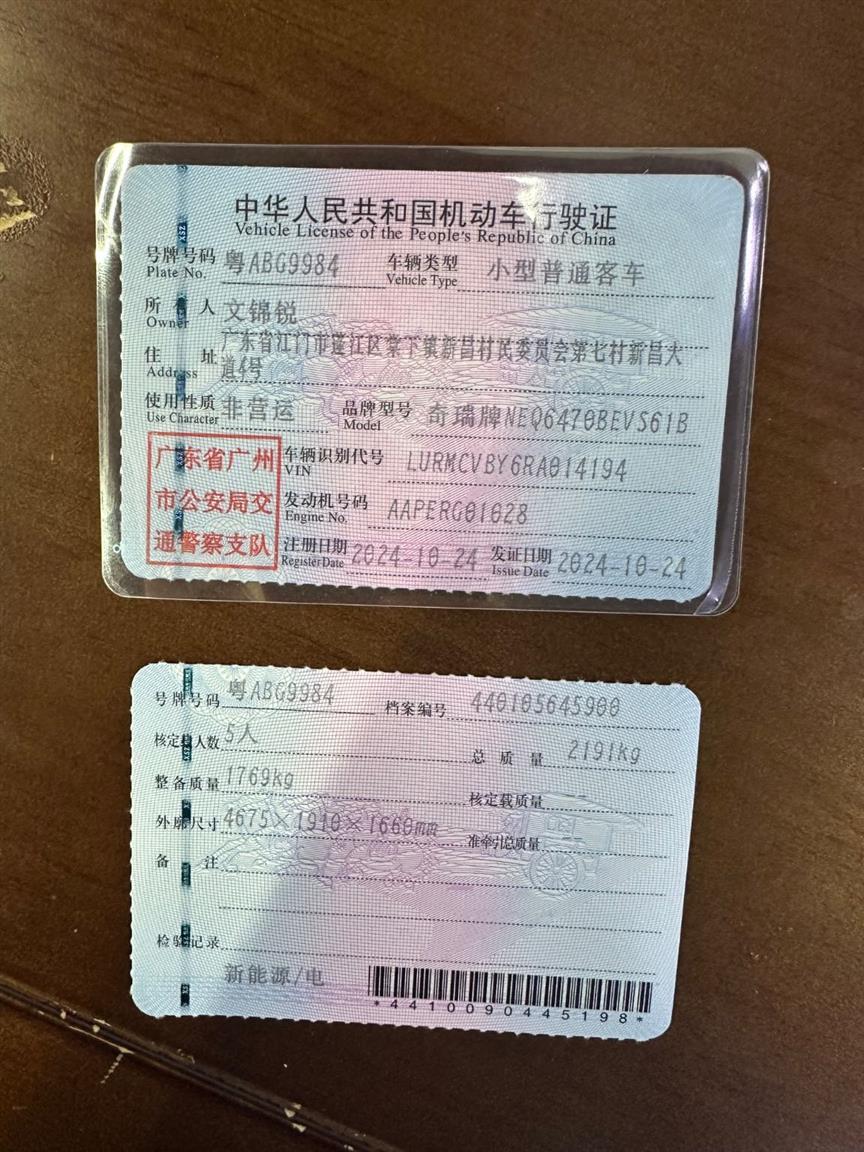 中华人民共和国机动车行驶证
Vehicle License of the People's Republic of China
号牌号码 粤ABG9984 车辆类型 小型普通客车
Plate No. Vehicle Type
所有人 文锦锐
Owner
住址 广东省江门市蓬江区棠下镇新昌村民委员会第七村新昌大
Address 道4号
使用性质 非营运 品牌型号 奇瑞牌NEQ6470BEVS61B
Use Character Model
广东省广州
市公安局交
通警察支队
车辆识别代号 LURMCVBY6RA014194
VIN
发动机号码 AAPERG01028
Engine No.
注册日期 2024-10-24 发证日期 2024-10-24
Register Date Issue Date
号牌号码 粤ABG9984 档案编号 440105645900
核定载人数 5人 总质量 2191kg
整备质量 1769kg 核定载质量 --
外廓尺寸 4675×1910×1660mm 准牵引总质量 --
备注
检验记录
新能源/电
*4410090445198*